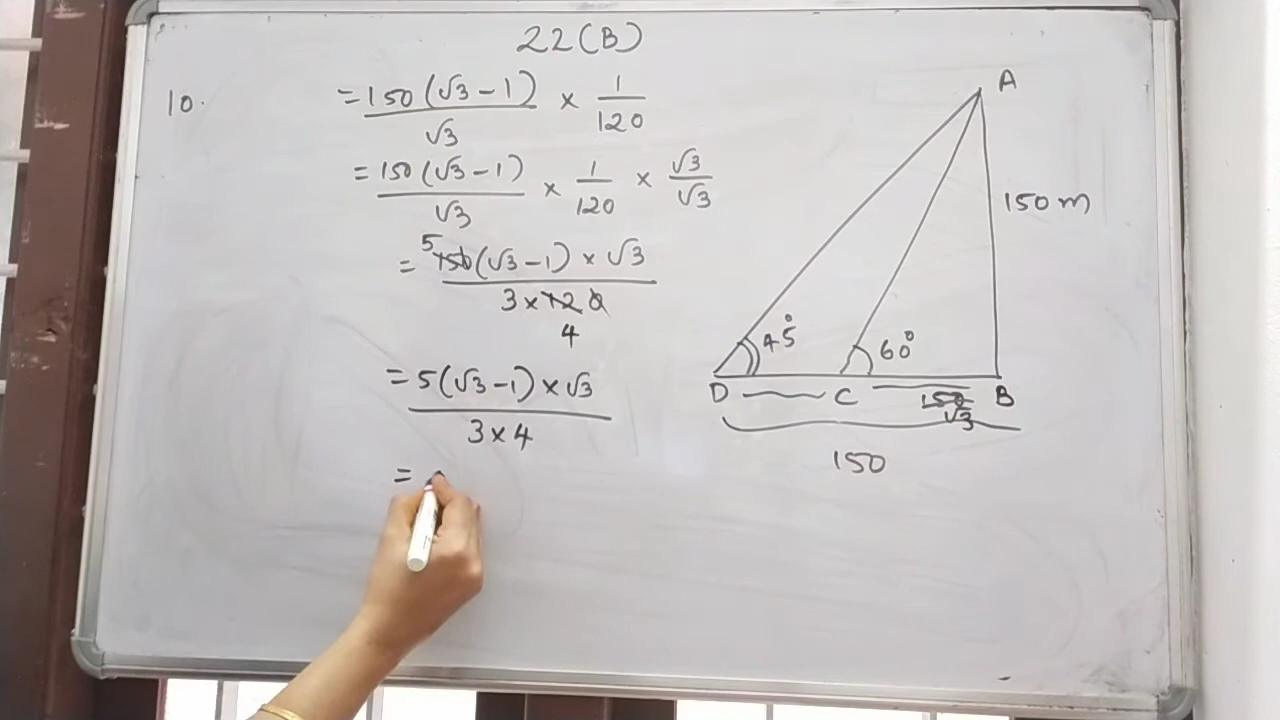 22(B)
10.
= 150(√3 - 1)/√3 × 1/120
= 150(√3 - 1)/√3 × 1/120 × √3/√3
5
= 150(√3 - 1) × √3 / 3 × 120
4
= 5(√3 - 1) × √3 / 3 × 4
=
A
150 m
45°
60°
D
C
150/√3
B
150